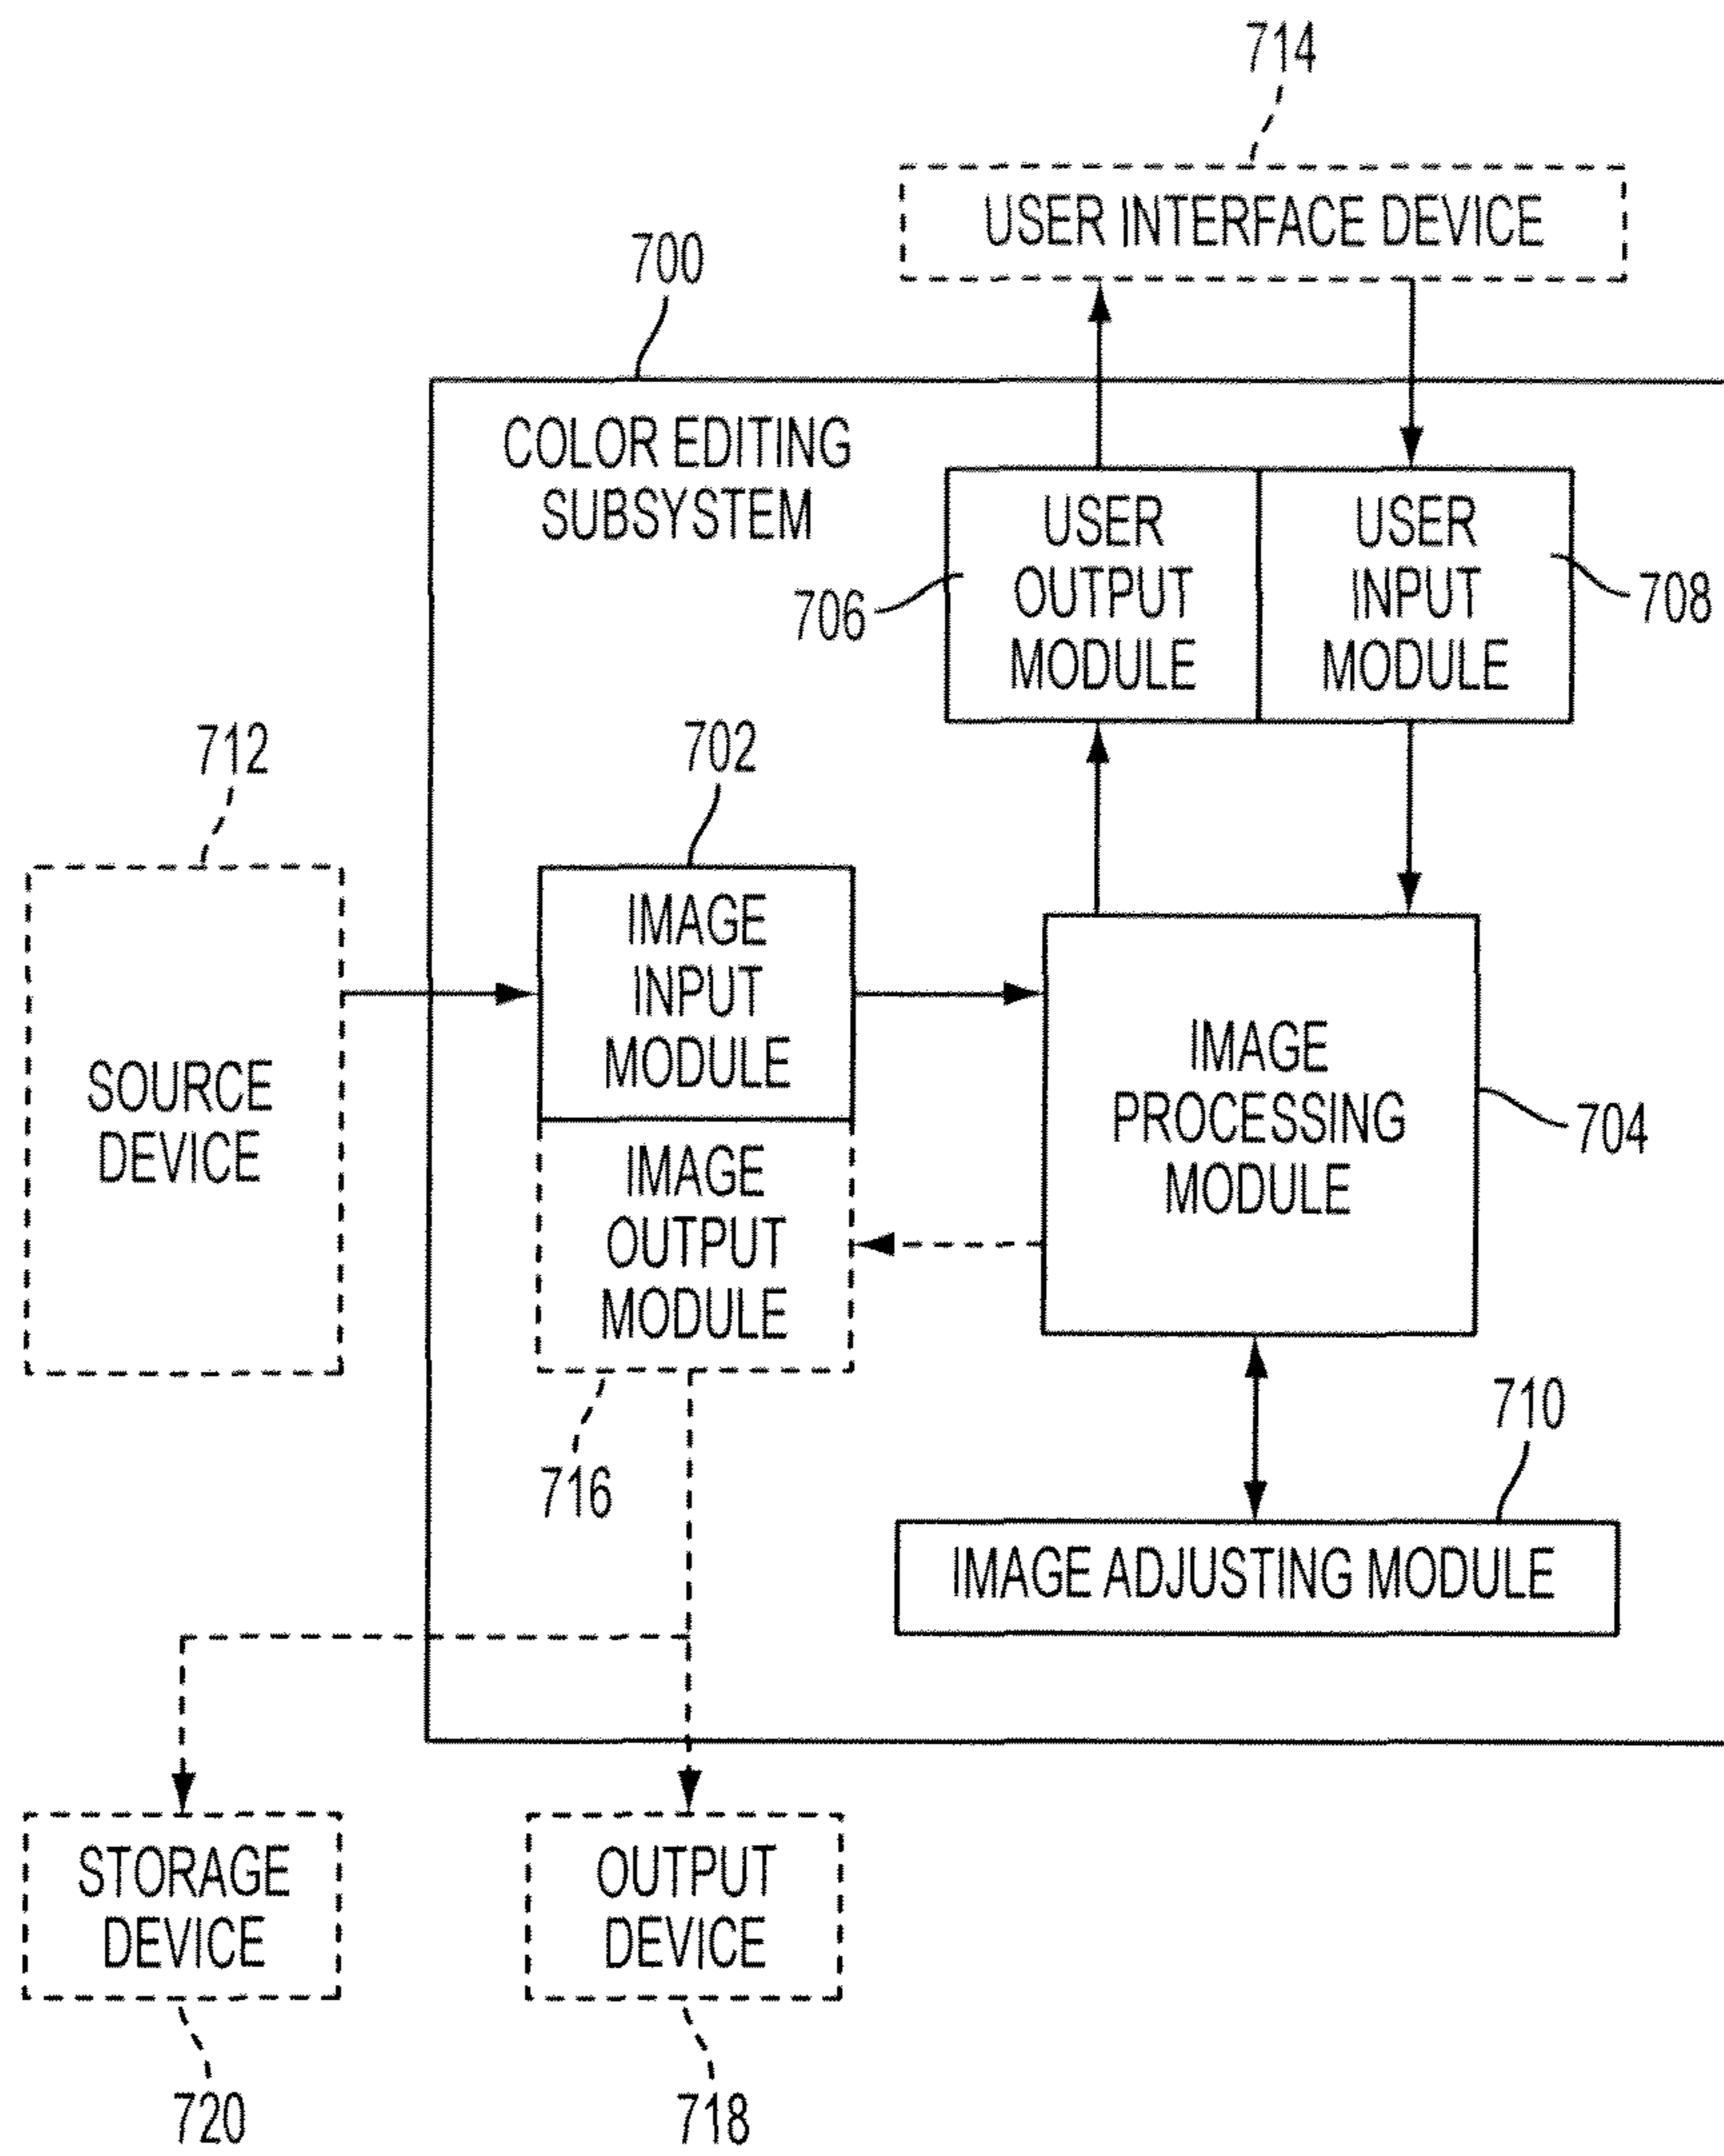 714
USER INTERFACE DEVICE
700
COLOR EDITING
SUBSYSTEM
USER
OUTPUT
MODULE
USER
INPUT
MODULE
706
708
712
702
SOURCE
DEVICE
IMAGE
INPUT
MODULE
IMAGE
OUTPUT
MODULE
IMAGE
PROCESSING
MODULE
704
716
710
IMAGE ADJUSTING MODULE
STORAGE
DEVICE
OUTPUT
DEVICE
720
718